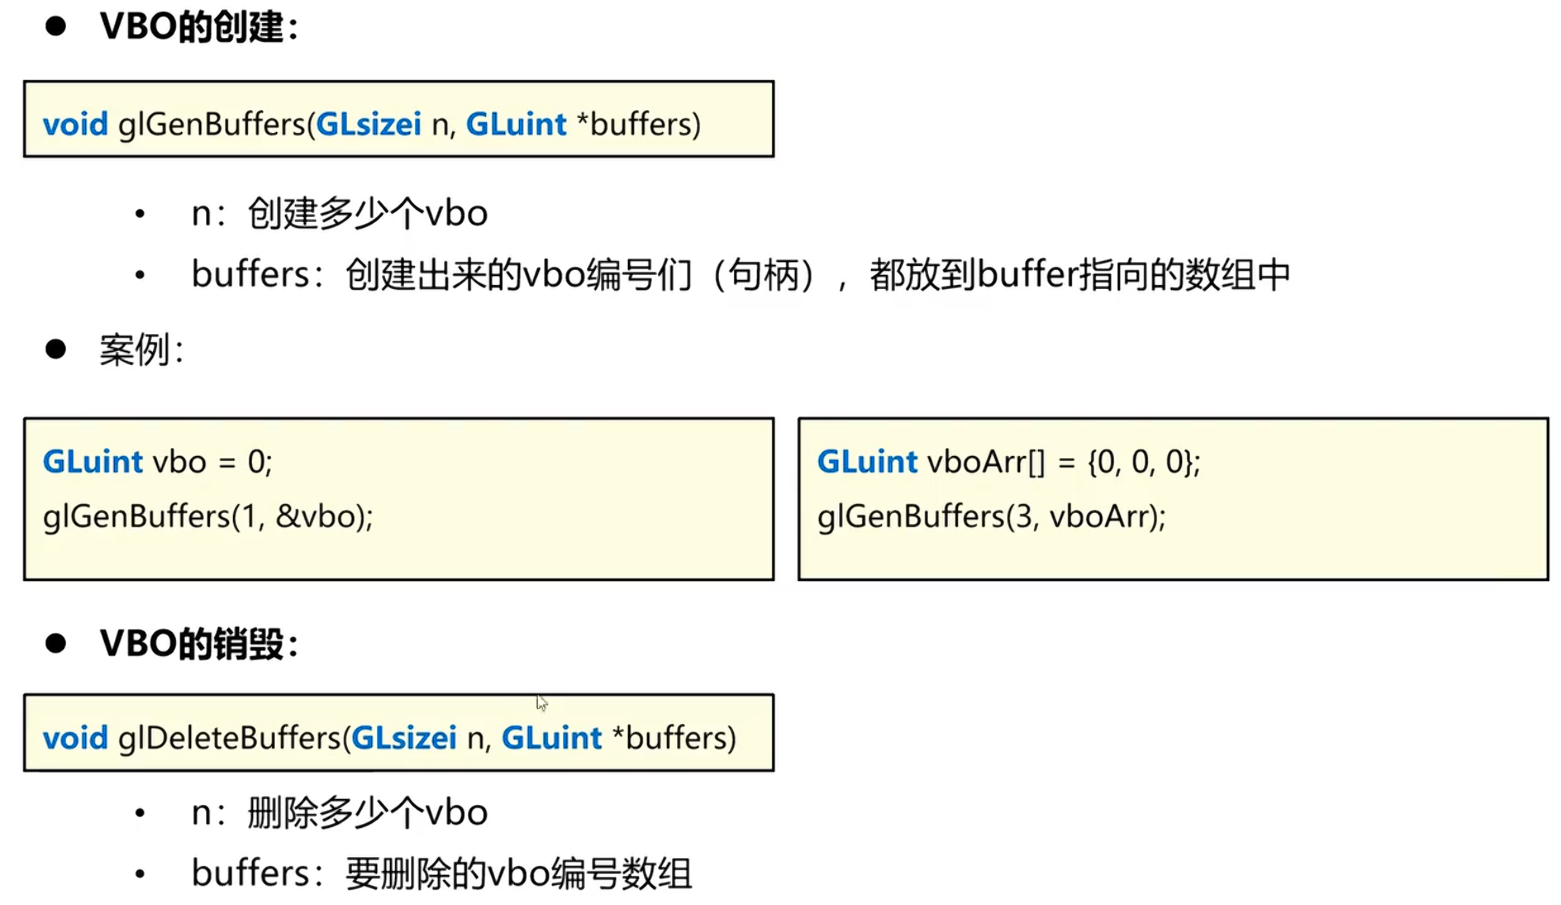 ● VBO的创建：
void glGenBuffers(GLsizei n, GLuint *buffers)
• n：创建多少个vbo
• buffers：创建出来的vbo编号们（句柄），都放到buffer指向的数组中
● 案例：
GLuint vbo = 0;
glGenBuffers(1, &vbo);
GLuint vboArr[] = {0, 0, 0};
glGenBuffers(3, vboArr);
● VBO的销毁：
void glDeleteBuffers(GLsizei n, GLuint *buffers)
• n：删除多少个vbo
• buffers：要删除的vbo编号数组